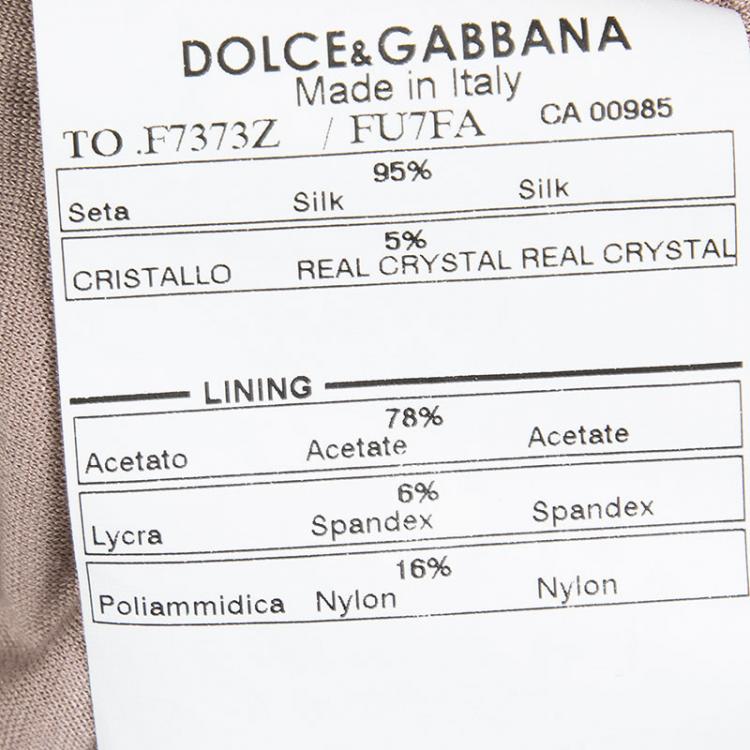 DOLCE&GABBANA
Made in Italy
TO .F7373Z / FU7FA CA 00985
95%
Seta Silk Silk
5%
CRISTALLO REAL CRYSTAL REAL CRYSTAL
LINING
78%
Acetato Acetate Acetate
6%
Lycra Spandex Spandex
16%
Poliammidica Nylon Nylon